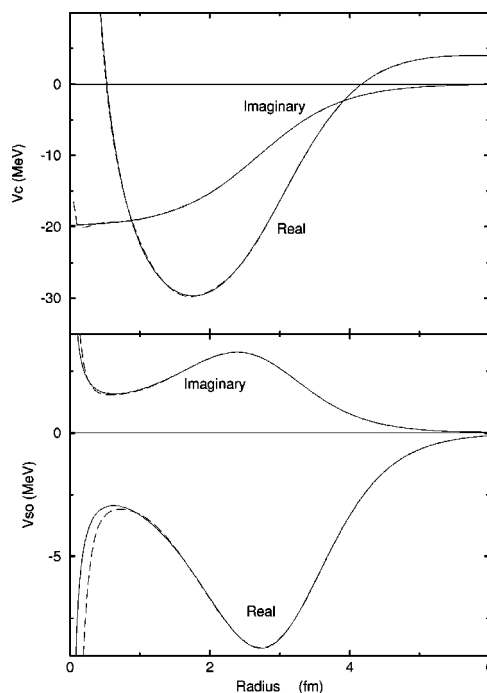 0
-10
-20
-30
Vc (MeV)
Imaginary
Real
0
-5
Vso (MeV)
Imaginary
Real
0
2
4
6
Radius (fm)